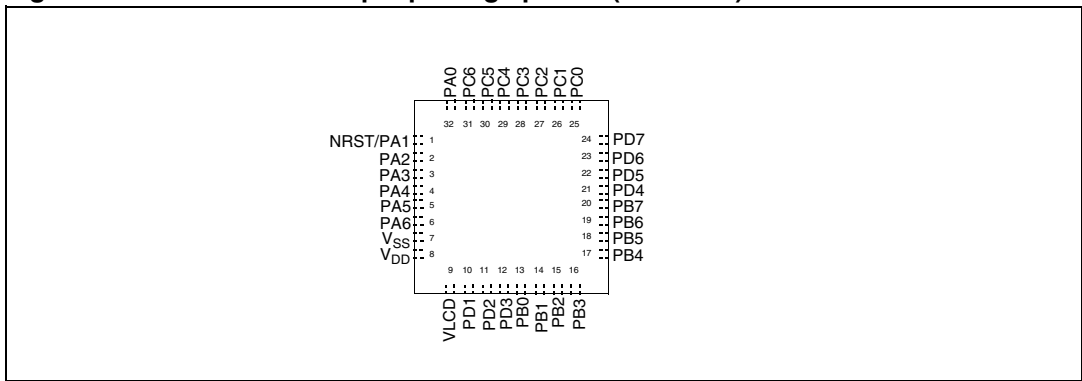 PA0 PC6 PC5 PC4 PC3 PC2 PC1 PC0
32 31 30 29 28 27 26 25
NRST/PA1 1 24 PD7
PA2 2 23 PD6
PA3 3 22 PD5
PA4 4 21 PD4
PA5 5 20 PB7
PA6 6 19 PB6
VSS 7 18 PB5
VDD 8 17 PB4
9 10 11 12 13 14 15 16
VLCD PD1 PD2 PD3 PB0 PB1 PB2 PB3